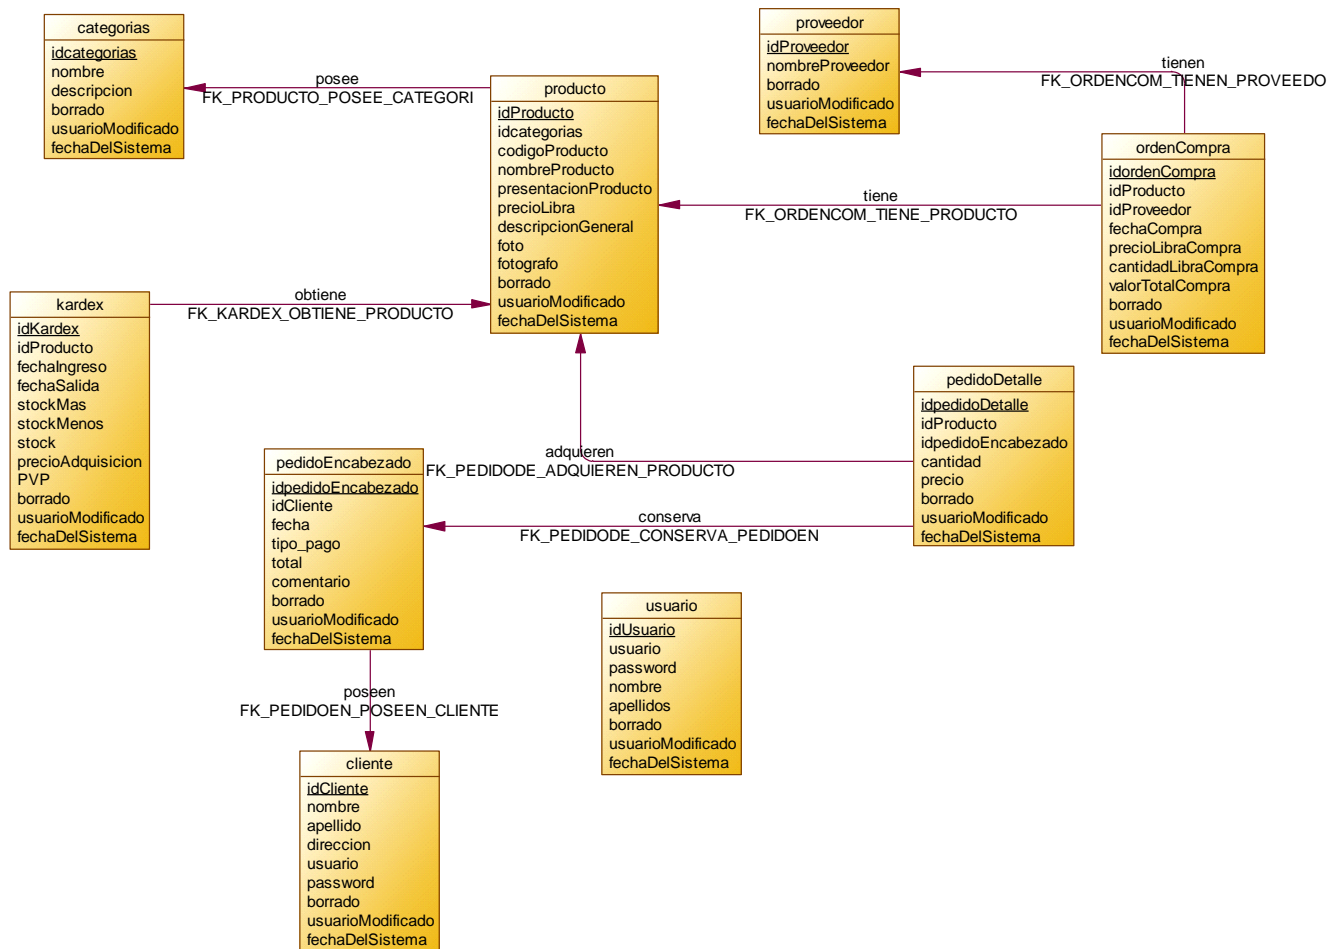 categorias
idcategorias
nombre
descripcion
borrado
usuarioModificado
fechaDelSistema
posee
FK_PRODUCTO_POSEE_CATEGORI
producto
idProducto
idcategorias
codigoProducto
nombreProducto
presentacionProducto
precioLibra
descripcionGeneral
foto
fotografo
borrado
usuarioModificado
fechaDelSistema
proveedor
idProveedor
nombreProveedor
borrado
usuarioModificado
fechaDelSistema
tienen
FK_ORDENCOM_TIENEN_PROVEEDO
ordenCompra
idordenCompra
idProducto
idProveedor
fechaCompra
precioLibraCompra
cantidadLibraCompra
valorTotalCompra
borrado
usuarioModificado
fechaDelSistema
tiene
FK_ORDENCOM_TIENE_PRODUCTO
kardex
idKardex
idProducto
fechaIngreso
fechaSalida
stockMas
stockMenos
stock
precioAdquisicion
PVP
borrado
usuarioModificado
fechaDelSistema
obtiene
FK_KARDEX_OBTIENE_PRODUCTO
pedidoDetalle
idpedidoDetalle
idProducto
idpedidoEncabezado
cantidad
precio
borrado
usuarioModificado
fechaDelSistema
adquieren
FK_PEDIDODE_ADQUIEREN_PRODUCTO
pedidoEncabezado
idpedidoEncabezado
idCliente
fecha
tipo_pago
total
comentario
borrado
usuarioModificado
fechaDelSistema
conserva
FK_PEDIDODE_CONSERVA_PEDIDOEN
usuario
idUsuario
usuario
password
nombre
apellidos
borrado
usuarioModificado
fechaDelSistema
poseen
FK_PEDIDOEN_POSEEN_CLIENTE
cliente
idCliente
nombre
apellido
direccion
usuario
password
borrado
usuarioModificado
fechaDelSistema